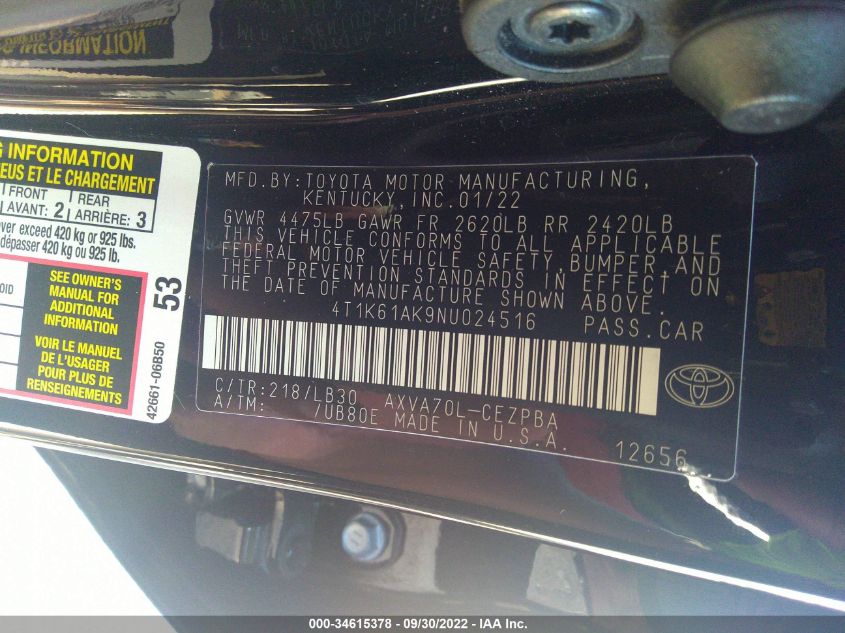 G INFORMATION
EUS ET LE CHARGEMENT
FRONT
AVANT: 2
REAR
ARRIÈRE: 3
ver exceed 420 kg or 925 lbs.
dépasser 420 kg ou 925 lb.
OID
SEE OWNER'S
MANUAL FOR
ADDITIONAL
INFORMATION
VOIR LE MANUEL
DE L'USAGER
POUR PLUS DE
RENSEIGNEMENTS
53
42661-06B50
MFD.BY:TOYOTA MOTOR MANUFACTURING,
KENTUCKY,INC.01/22
GVWR 4475LB GAWR FR 2620LB RR 2420LB
THIS VEHICLE CONFORMS TO ALL APPLICABLE
FEDERAL MOTOR VEHICLE SAFETY,BUMPER,AND
THEFT PREVENTION STANDARDS IN EFFECT ON
THE DATE OF MANUFACTURE SHOWN ABOVE.
4T1K61AK9NU024516 PASS.CAR
C/TR:218/LB30 AXVA70L-CEZPBA
A/TM: /UB80E MADE IN U.S.A.
12656
000-34615378 - 09/30/2022 - IAA Inc.